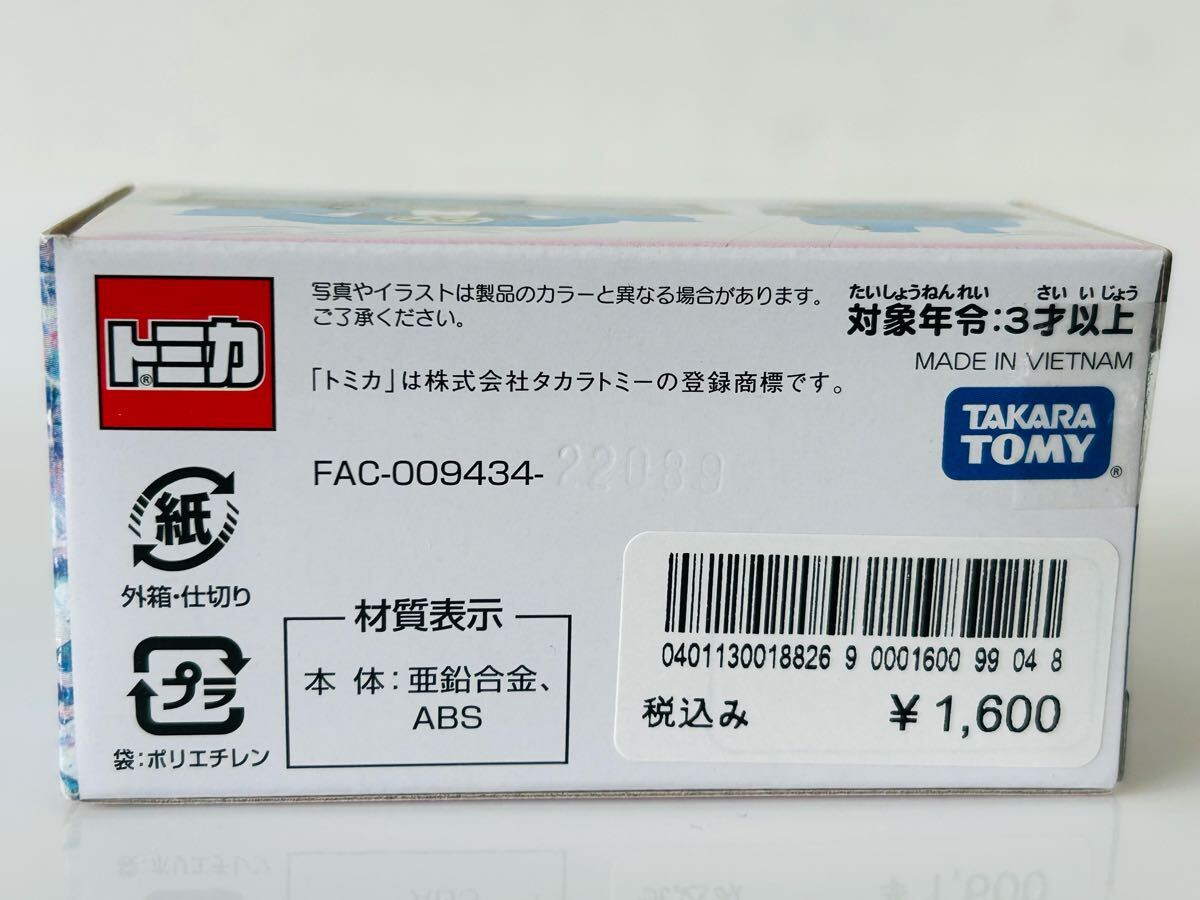 トミカ®
写真やイラストは製品のカラーと異なる場合があります。
ご了承ください。
たいしょうねんれい さいいじょう
対象年令:3才以上
MADE IN VIETNAM
「トミカ」は株式会社タカラトミーの登録商標です。
TAKARA
TOMY®
FAC-009434-22089
紙
外箱・仕切り
プラ
袋:ポリエチレン
材質表示
本 体:亜鉛合金、
ABS
0401130018826 9 0001600 99 04 8
税込み ¥1,600